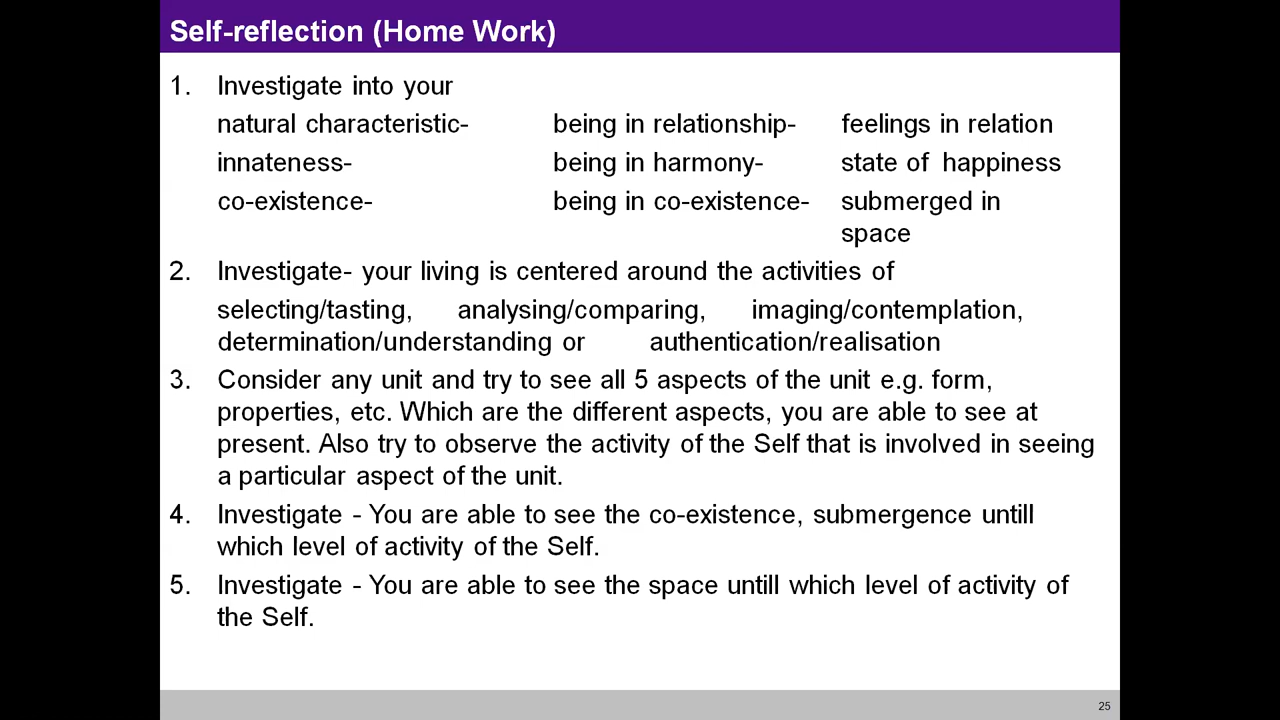 Self-reflection (Home Work)
1. Investigate into your
natural characteristic- being in relationship- feelings in relation
innateness- being in harmony- state of happiness
co-existence- being in co-existence- submerged in
space
2. Investigate- your living is centered around the activities of
selecting/tasting, analysing/comparing, imaging/contemplation,
determination/understanding or authentication/realisation
3. Consider any unit and try to see all 5 aspects of the unit e.g. form,
properties, etc. Which are the different aspects, you are able to see at
present. Also try to observe the activity of the Self that is involved in seeing
a particular aspect of the unit.
4. Investigate - You are able to see the co-existence, submergence untill
which level of activity of the Self.
5. Investigate - You are able to see the space untill which level of activity of
the Self.
25